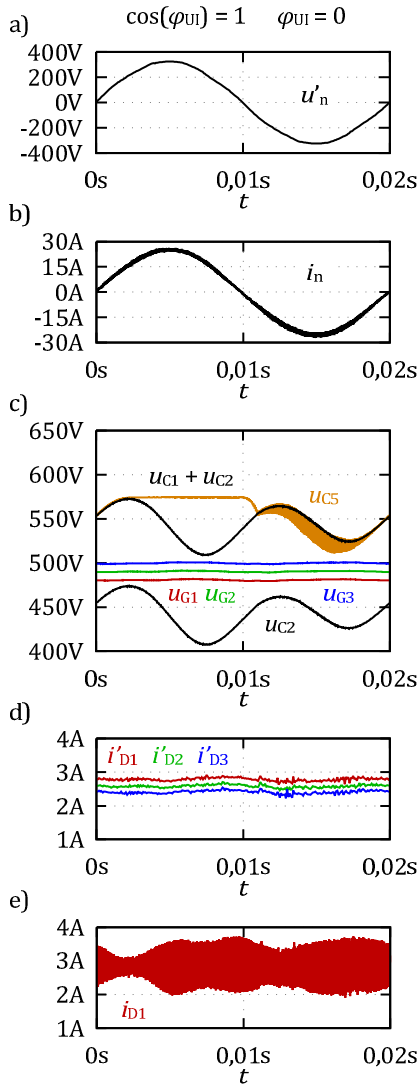 cos(φUI) = 1 φUI = 0
a)
400V
200V
0V
-200V
-400V
u'n
0s 0,01s 0,02s
t
b)
30A
15A
0A
-15A
-30A
in
0s 0,01s 0,02s
t
c)
650V
600V
550V
500V
450V
400V
uC1 + uC2
uC5
uG1 uG2 uG3
uC2
0s 0,01s 0,02s
t
d)
4A
3A
2A
1A
i'D1 i'D2 i'D3
0s 0,01s 0,02s
t
e)
4A
3A
2A
1A
iD1
0s 0,01s 0,02s
t